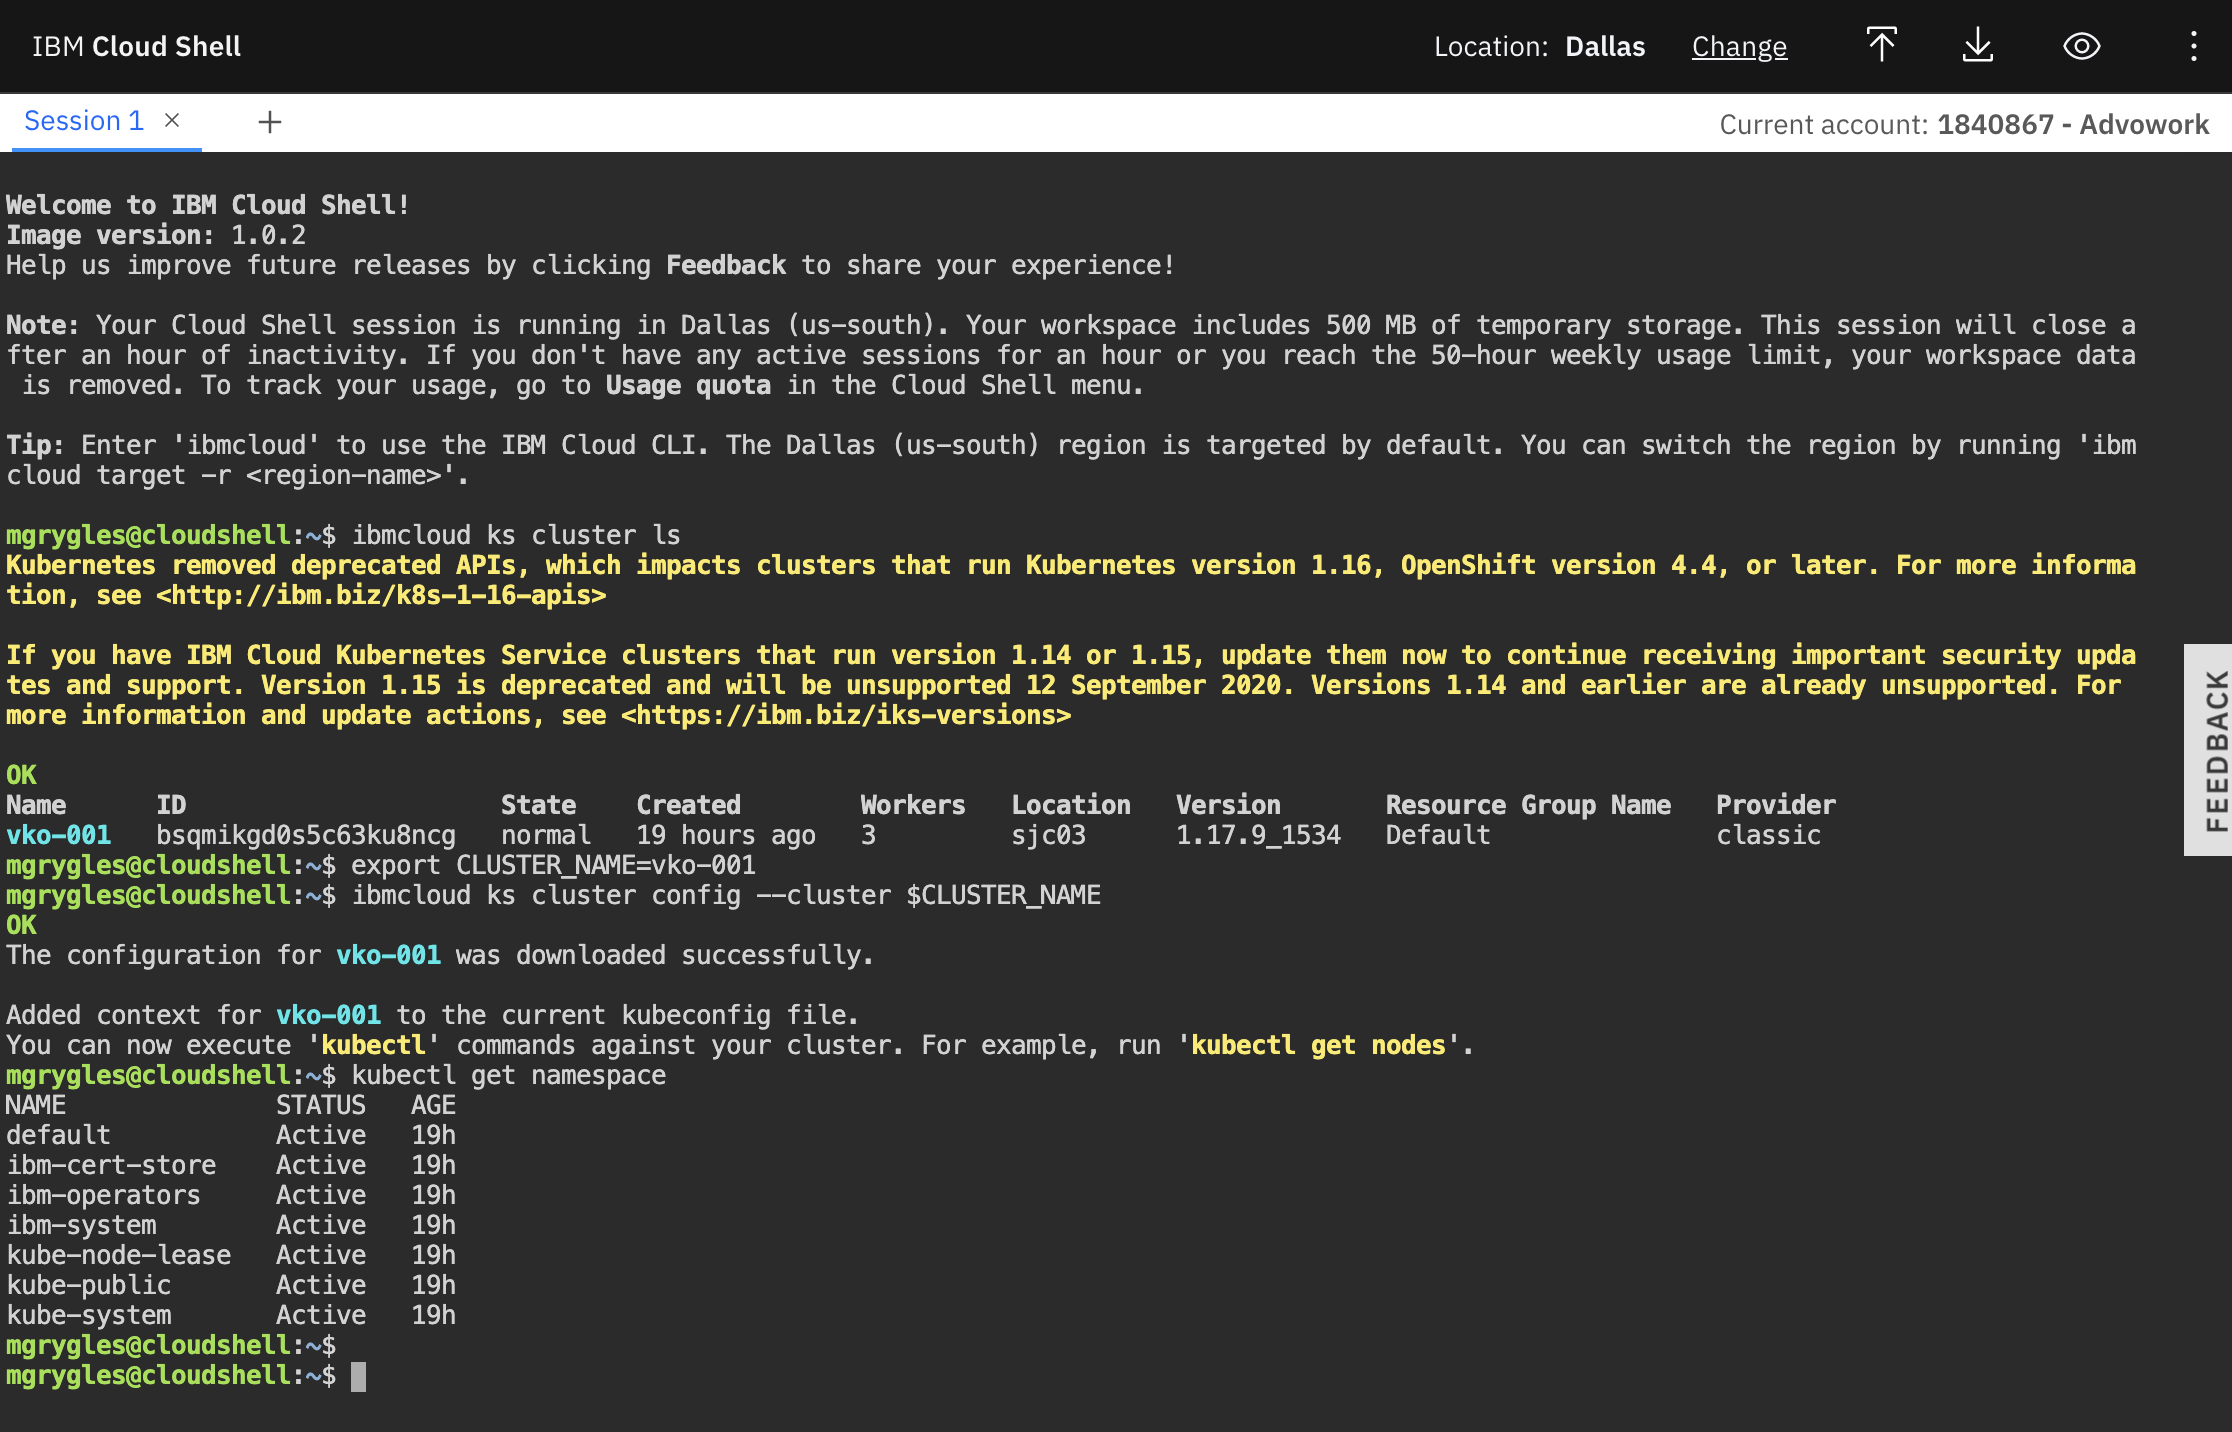 IBM Cloud Shell
Location: Dallas Change
Session 1 × +
Current account: 1840867 - Advowork
Welcome to IBM Cloud Shell!
Image version: 1.0.2
Help us improve future releases by clicking Feedback to share your experience!
Note: Your Cloud Shell session is running in Dallas (us-south). Your workspace includes 500 MB of temporary storage. This session will close a
fter an hour of inactivity. If you don't have any active sessions for an hour or you reach the 50-hour weekly usage limit, your workspace data
 is removed. To track your usage, go to Usage quota in the Cloud Shell menu.
Tip: Enter 'ibmcloud' to use the IBM Cloud CLI. The Dallas (us-south) region is targeted by default. You can switch the region by running 'ibm
cloud target -r <region-name>'.
mgrygles@cloudshell:~$ ibmcloud ks cluster ls
Kubernetes removed deprecated APIs, which impacts clusters that run Kubernetes version 1.16, OpenShift version 4.4, or later. For more informa
tion, see <http://ibm.biz/k8s-1-16-apis>
If you have IBM Cloud Kubernetes Service clusters that run version 1.14 or 1.15, update them now to continue receiving important security upda
tes and support. Version 1.15 is deprecated and will be unsupported 12 September 2020. Versions 1.14 and earlier are already unsupported. For
more information and update actions, see <https://ibm.biz/iks-versions>
OK
Name      ID                     State    Created        Workers   Location   Version       Resource Group Name   Provider
vko-001   bsqmikgd0s5c63ku8ncg   normal   19 hours ago   3         sjc03      1.17.9_1534   Default               classic
mgrygles@cloudshell:~$ export CLUSTER_NAME=vko-001
mgrygles@cloudshell:~$ ibmcloud ks cluster config --cluster $CLUSTER_NAME
OK
The configuration for vko-001 was downloaded successfully.
Added context for vko-001 to the current kubeconfig file.
You can now execute 'kubectl' commands against your cluster. For example, run 'kubectl get nodes'.
mgrygles@cloudshell:~$ kubectl get namespace
NAME              STATUS   AGE
default           Active   19h
ibm-cert-store    Active   19h
ibm-operators     Active   19h
ibm-system        Active   19h
kube-node-lease   Active   19h
kube-public       Active   19h
kube-system       Active   19h
mgrygles@cloudshell:~$
mgrygles@cloudshell:~$
FEEDBACK